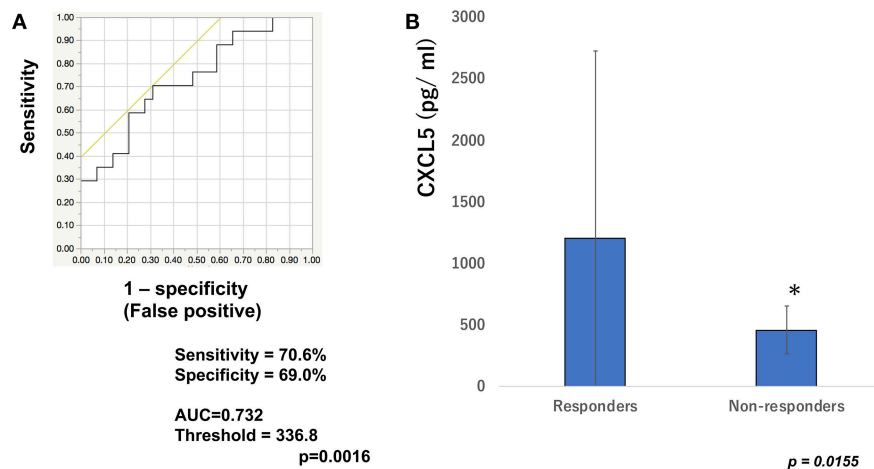 A
Sensitivity
1.00
0.90
0.80
0.70
0.60
0.50
0.40
0.30
0.20
0.10
0.00
0.00 0.10 0.20 0.30 0.40 0.50 0.60 0.70 0.80 0.90 1.00
1 – specificity
(False positive)
Sensitivity = 70.6%
Specificity = 69.0%
AUC=0.732
Threshold = 336.8
p=0.0016
B
CXCL5 (pg/ ml)
3000
2500
2000
1500
1000
500
0
*
Responders Non-responders
p = 0.0155